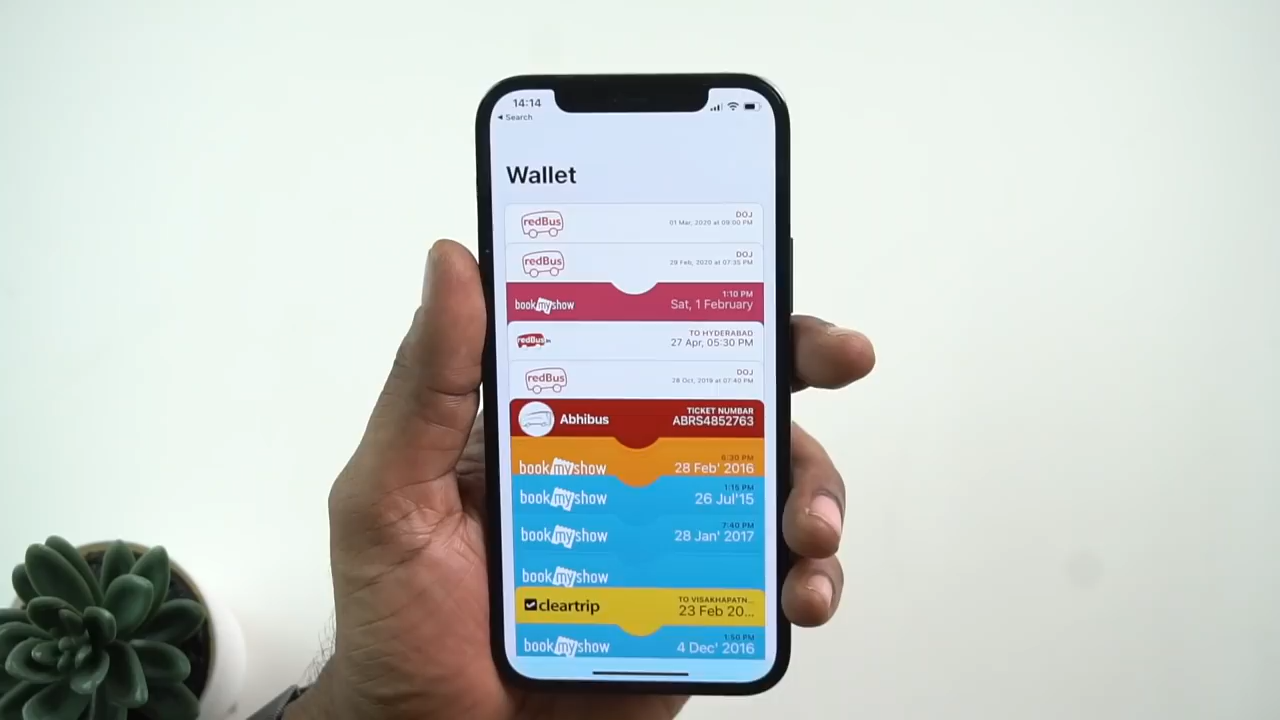 14:14
Search
Wallet
redBus
DOJ
01 Mar, 2020 at 09:00 PM
redBus
DOJ
29 Feb, 2020 at 07:35 PM
bookmyshow
1:10 PM
Sat, 1 February
redBus
TO HYDERABAD
27 Apr, 05:30 PM
redBus
DOJ
28 Oct, 2019 at 07:40 PM
Abhibus
TICKET NUMBAR
ABRS4852763
bookmyshow
6:30 PM
28 Feb' 2016
bookmyshow
1:15 PM
26 Jul'15
bookmyshow
7:40 PM
28 Jan' 2017
bookmyshow
cleartrip
TO VISAKHAPATN...
23 Feb 20...
bookmyshow
1:50 PM
4 Dec' 2016